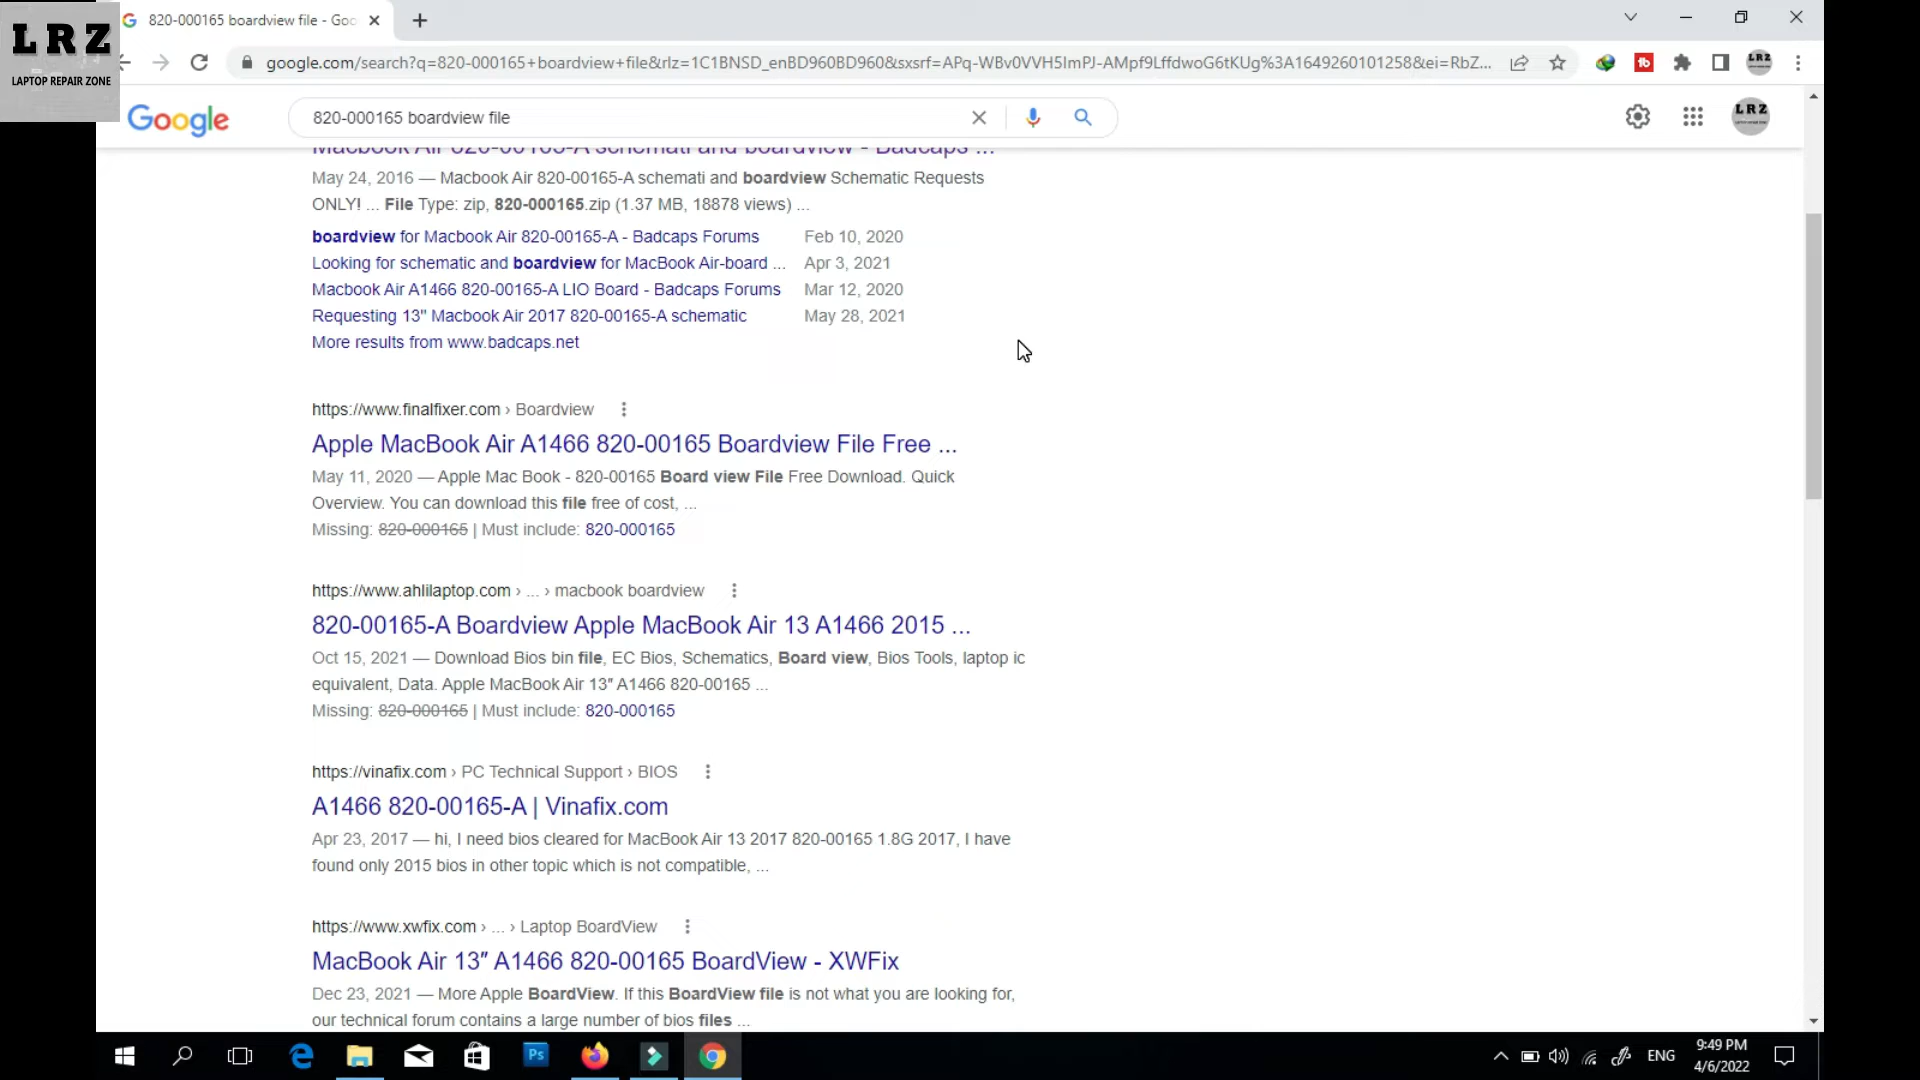 LRZ
LAPTOP REPAIR ZONE
820-000165 boardview file - Goo
google.com/search?q=820-000165+boardview+file&rlz=1C1BNSD_enBD960BD960&sxsrf=APq-WBv0VVH5ImPJ-AMpf9LffdwoG6tKUg%3A1649260101258&ei=RbZ...
LRZ
Google
820-000165 boardview file
LRZ
Macbook Air 820-00165-A schemati and boardview - Badcaps ...
May 24, 2016 — Macbook Air 820-00165-A schemati and boardview Schematic Requests
ONLY! ... File Type: zip, 820-000165.zip (1.37 MB, 18878 views) ...
boardview for Macbook Air 820-00165-A - Badcaps Forums Feb 10, 2020
Looking for schematic and boardview for MacBook Air-board ... Apr 3, 2021
Macbook Air A1466 820-00165-A LIO Board - Badcaps Forums Mar 12, 2020
Requesting 13" Macbook Air 2017 820-00165-A schematic May 28, 2021
More results from www.badcaps.net
https://www.finalfixer.com › Boardview
Apple MacBook Air A1466 820-00165 Boardview File Free ...
May 11, 2020 — Apple Mac Book - 820-00165 Board view File Free Download. Quick
Overview. You can download this file free of cost, ...
Missing: 820-000165 | Must include: 820-000165
https://www.ahlilaptop.com › ... › macbook boardview
820-00165-A Boardview Apple MacBook Air 13 A1466 2015 ...
Oct 15, 2021 — Download Bios bin file, EC Bios, Schematics, Board view, Bios Tools, laptop ic
equivalent, Data. Apple MacBook Air 13″ A1466 820-00165 ...
Missing: 820-000165 | Must include: 820-000165
https://vinafix.com › PC Technical Support › BIOS
A1466 820-00165-A | Vinafix.com
Apr 23, 2017 — hi, I need bios cleared for MacBook Air 13 2017 820-00165 1.8G 2017, I have
found only 2015 bios in other topic which is not compatible, ...
https://www.xwfix.com › ... › Laptop BoardView
MacBook Air 13″ A1466 820-00165 BoardView - XWFix
Dec 23, 2021 — More Apple BoardView. If this BoardView file is not what you are looking for,
our technical forum contains a large number of bios files ...
Ps
ENG
9:49 PM
4/6/2022